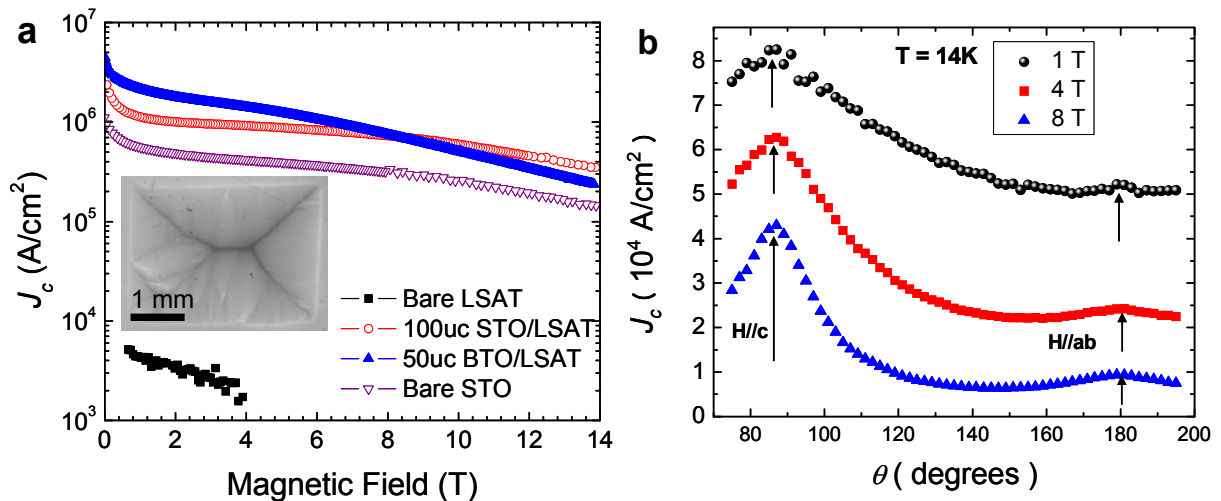 a
10^7
10^6
10^5
10^4
10^3
J_c (A/cm^2)
1 mm
Bare LSAT
100uc STO/LSAT
50uc BTO/LSAT
Bare STO
0 2 4 6 8 10 12 14
Magnetic Field (T)
b
T = 14K
1 T
4 T
8 T
8
7
6
5
4
3
2
1
0
J_c ( 10^4 A/cm^2)
H//c
H//ab
80 100 120 140 160 180 200
θ ( degrees )